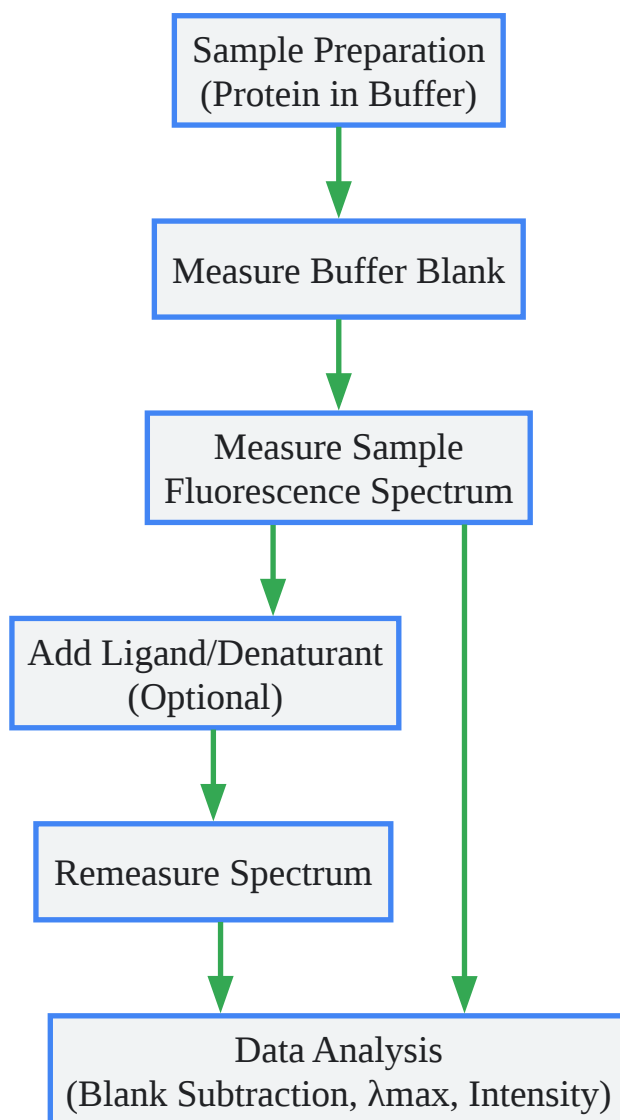 Sample Preparation
(Protein in Buffer)
Measure Buffer Blank
Measure Sample
Fluorescence Spectrum
Add Ligand/Denaturant
(Optional)
Remeasure Spectrum
Data Analysis
(Blank Subtraction, λmax, Intensity)